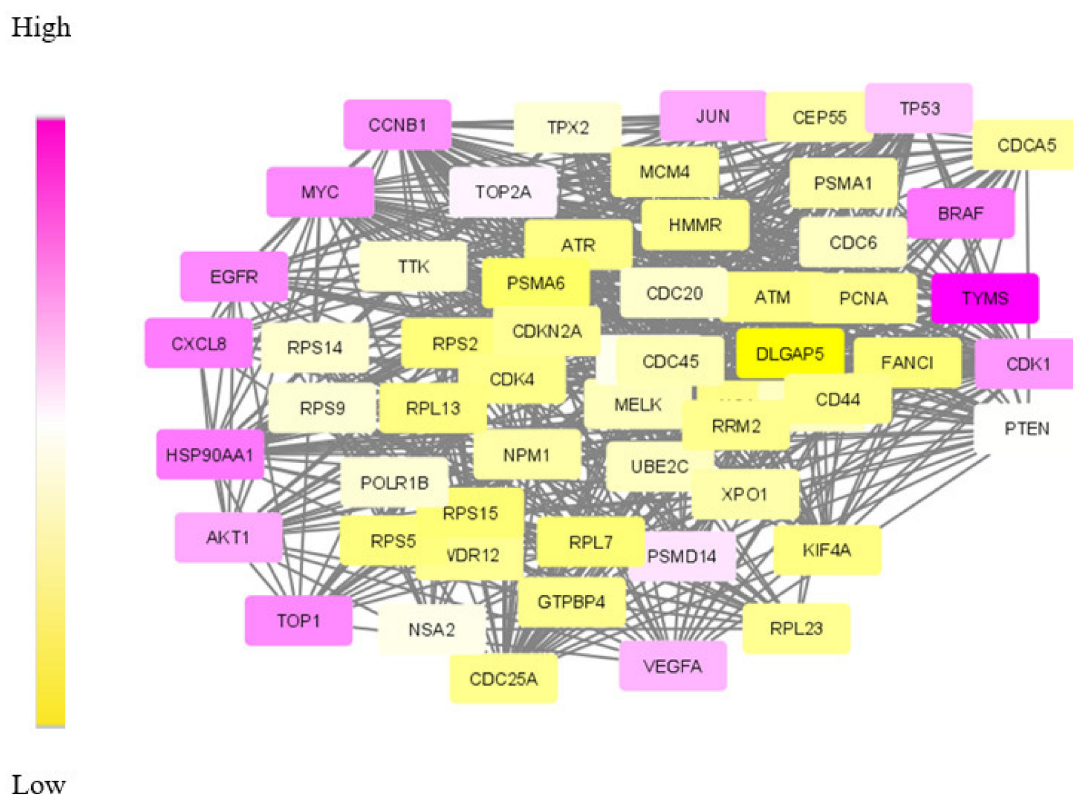 High
CCNB1
TPX2
JUN
CEP55
TP53
CDCA5
MCM4
PSMA1
MYC
TOP2A
BRAF
HMMR
ATR
CDC6
TTK
EGFR
PSMA6
CDC20
ATM
PCNA
TYMS
CXCL8
RPS14
RPS2
CDKN2A
CDC45
DLGAP5
FANCI
CDK1
CDK4
RPS9
RPL13
MELK
CD44
RRM2
PTEN
HSP90AA1
NPM1
UBE2C
POLR1B
XPO1
RPS15
AKT1
RPS5
WDR12
RPL7
PSMD14
KIF4A
GTPBP4
TOP1
NSA2
RPL23
CDC25A
VEGFA
Low